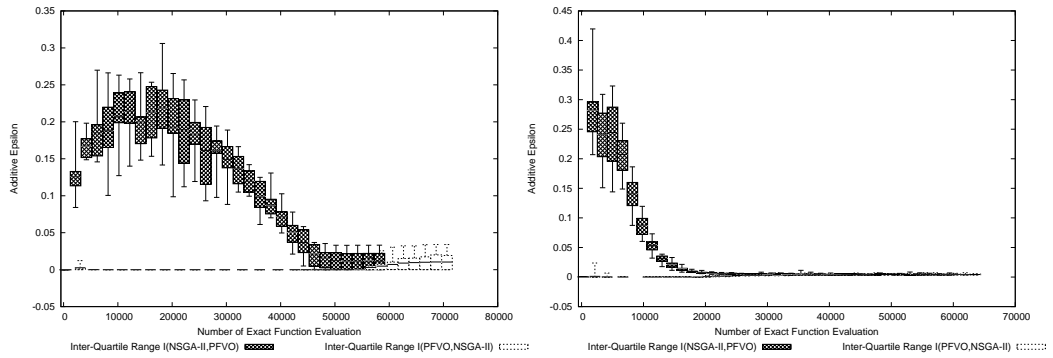 0.35
0.3
0.25
0.2
0.15
0.1
0.05
0
-0.05
Additive Epsilon
0 10000 20000 30000 40000 50000 60000 70000 80000
Number of Exact Function Evaluation
Inter-Quartile Range I(NSGA-II,PFVO)
Inter-Quartile Range I(PFVO,NSGA-II)
0.45
0.4
0.35
0.3
0.25
0.2
0.15
0.1
0.05
0
-0.05
Additive Epsilon
0 10000 20000 30000 40000 50000 60000 70000
Number of Exact Function Evaluation
Inter-Quartile Range I(NSGA-II,PFVO)
Inter-Quartile Range I(PFVO,NSGA-II)